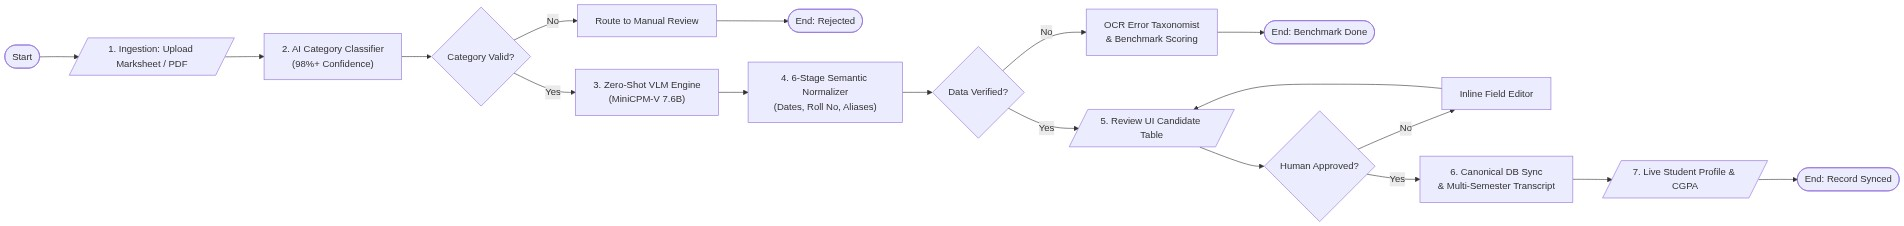 Start
1. Ingestion: Upload
Marksheet / PDF
2. AI Category Classifier
(98%+ Confidence)
Category Valid?
No
Route to Manual Review
End: Rejected
Yes
3. Zero-Shot VLM Engine
(MiniCPM-V 7.6B)
4. 6-Stage Semantic
Normalizer
(Dates, Roll No, Aliases)
Data Verified?
No
OCR Error Taxonomist
& Benchmark Scoring
End: Benchmark Done
Yes
5. Review UI Candidate
Table
Human Approved?
No
Inline Field Editor
Yes
6. Canonical DB Sync
& Multi-Semester Transcript
7. Live Student Profile &
CGPA
End: Record Synced